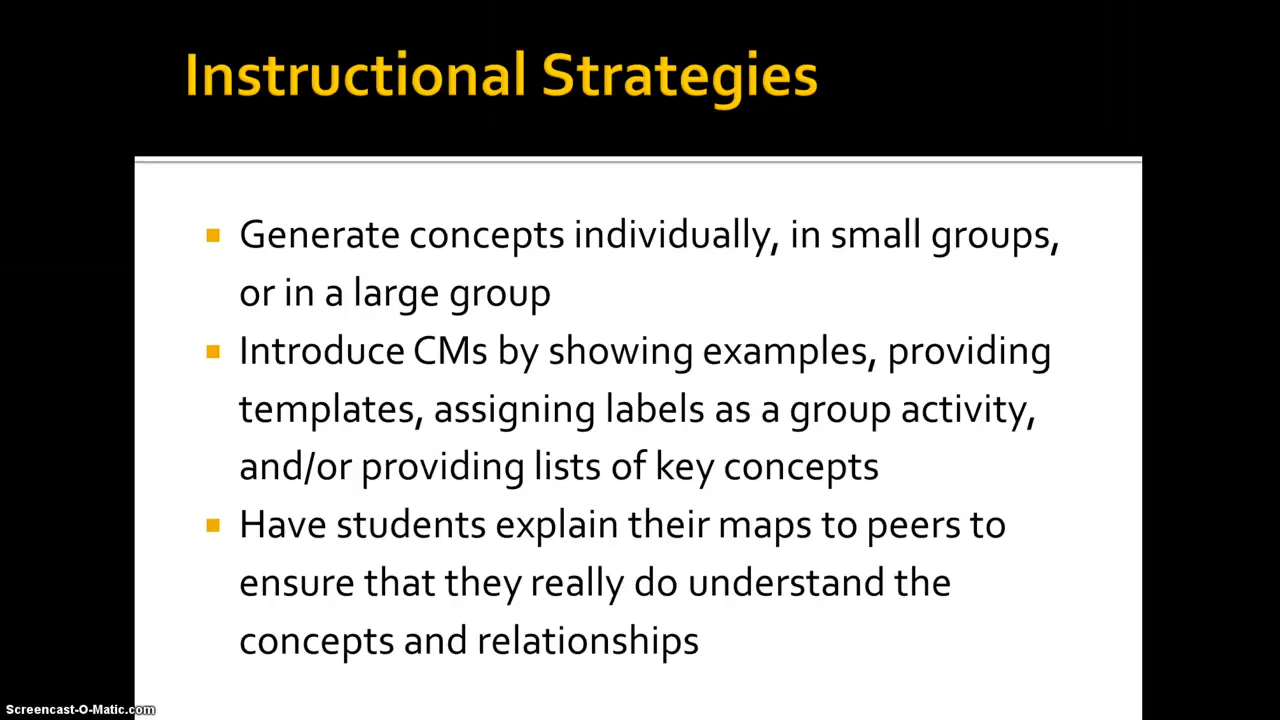 Instructional Strategies
Generate concepts individually, in small groups,
or in a large group
Introduce CMs by showing examples, providing
templates, assigning labels as a group activity,
and/or providing lists of key concepts
Have students explain their maps to peers to
ensure that they really do understand the
concepts and relationships
Screencast-O-Matic.com